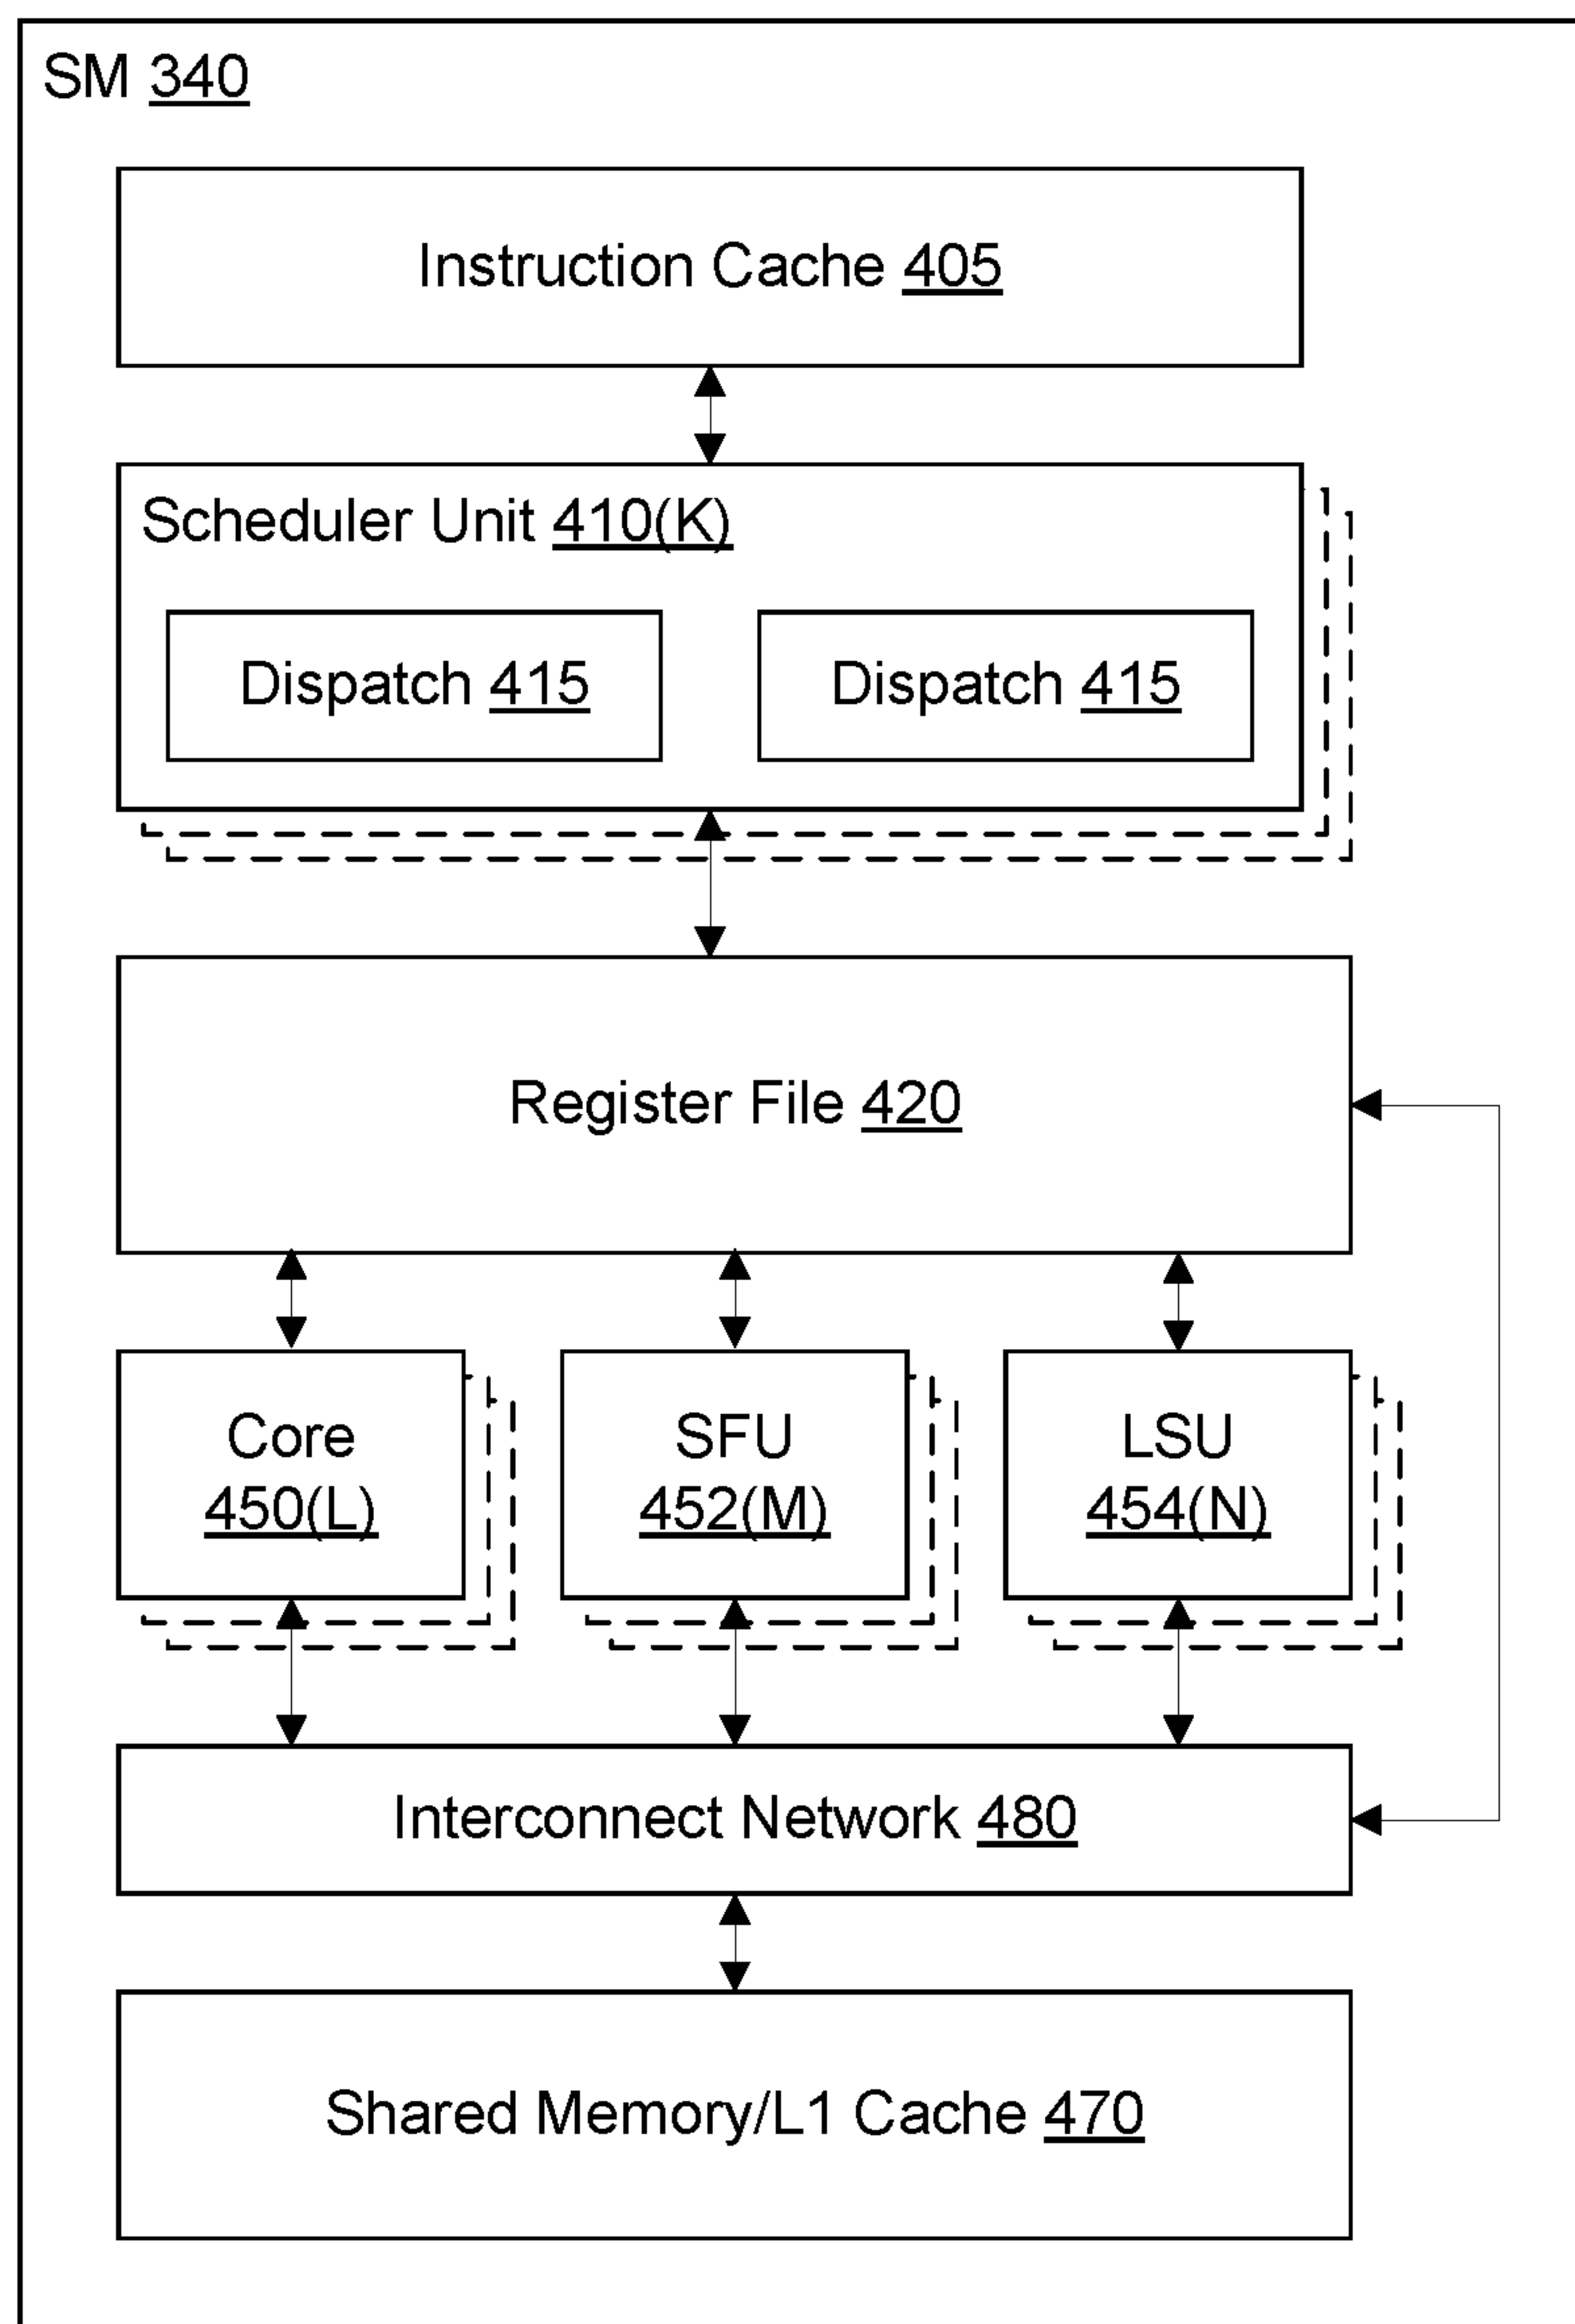 SM 340
Instruction Cache 405
Scheduler Unit 410(K)
Dispatch 415
Dispatch 415
Register File 420
Core
450(L)
SFU
452(M)
LSU
454(N)
Interconnect Network 480
Shared Memory/L1 Cache 470